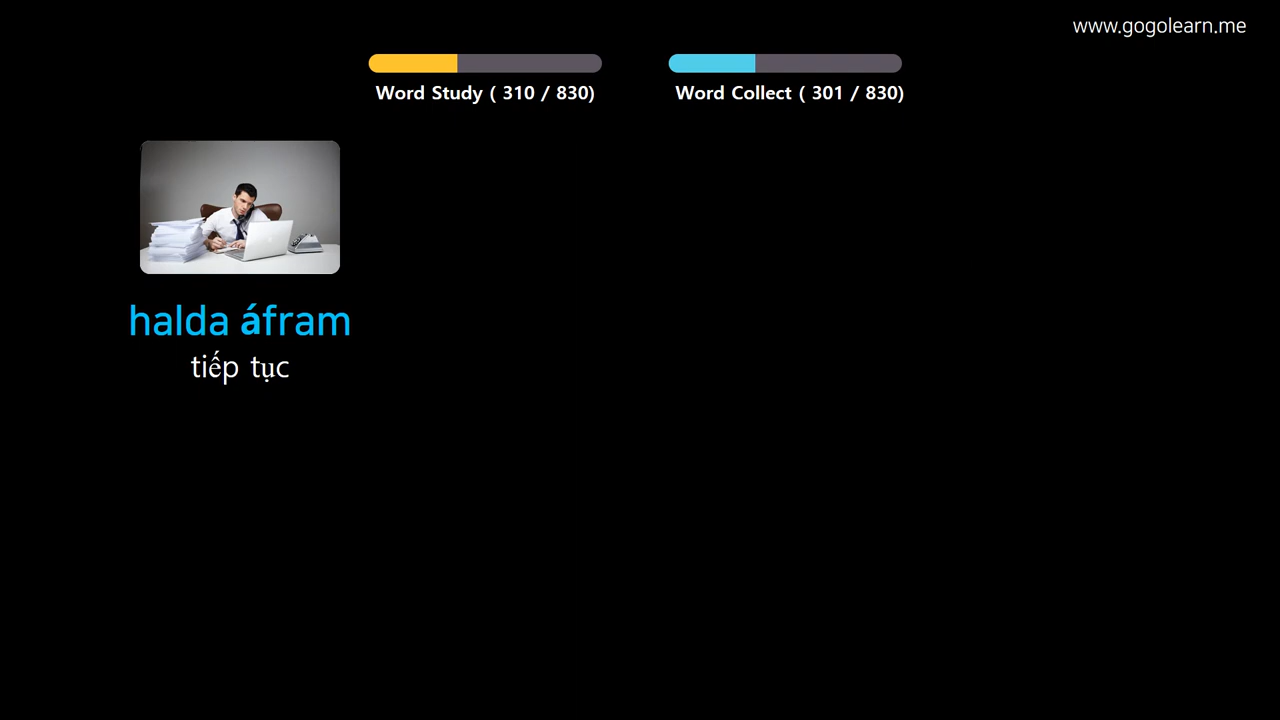 www.gogolearn.me
Word Study ( 310 / 830)
Word Collect ( 301 / 830)
halda áfram
tiếp tục